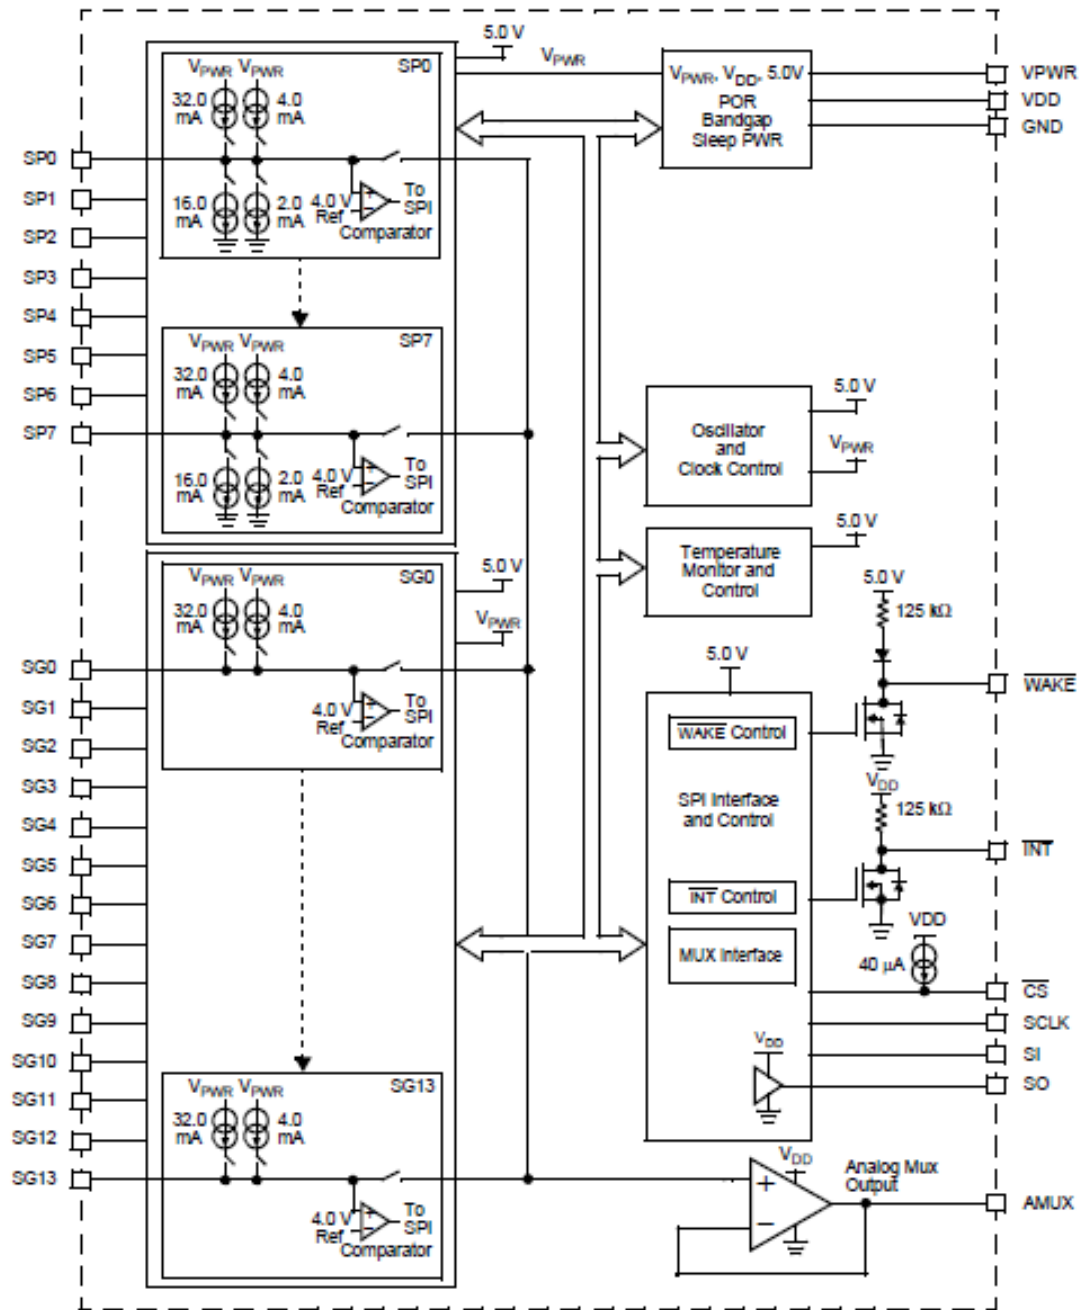 5.0 V
VPWR
VPWR VPWR SP0
32.0 mA 4.0 mA
16.0 mA 2.0 mA
4.0 V Ref
To SPI
Comparator
VPWR, VDD, 5.0V
POR
Bandgap
Sleep PWR
VPWR
VDD
GND
SP0
SP1
SP2
SP3
SP4
SP5
SP6
SP7
VPWR VPWR SP7
32.0 mA 4.0 mA
16.0 mA 2.0 mA
4.0 V Ref
To SPI
Comparator
Oscillator
and
Clock Control
5.0 V
VPWR
Temperature
Monitor and
Control
5.0 V
VPWR VPWR SG0
32.0 mA 4.0 mA
4.0 V Ref
To SPI
Comparator
5.0 V
VPWR
SG0
SG1
SG2
SG3
SG4
SG5
SG6
SG7
SG8
SG9
SG10
SG11
SG12
SG13
VPWR VPWR SG13
32.0 mA 4.0 mA
4.0 V Ref
To SPI
Comparator
5.0 V
WAKE Control
SPI Interface
and Control
INT Control
MUX Interface
VDD
5.0 V
125 kΩ
WAKE
VDD
125 kΩ
INT
VDD
40 µA
CS
SCLK
SI
SO
VDD
Analog Mux
Output
AMUX